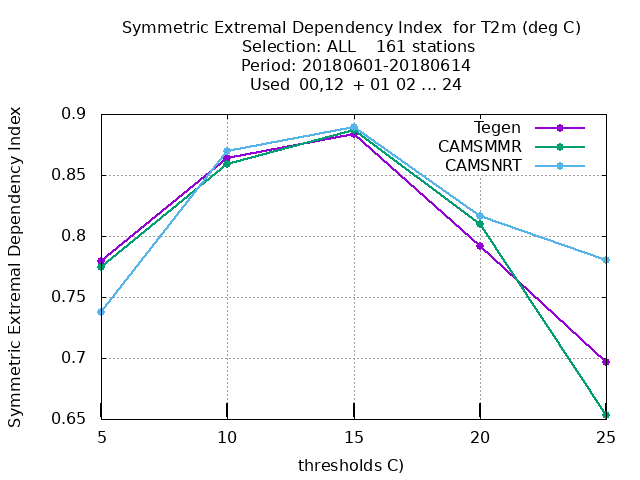 Symmetric Extremal Dependency Index  for T2m (deg C)
Selection: ALL    161 stations
Period: 20180601-20180614
Used  00,12  + 01 02 ... 24
Symmetric Extremal Dependency Index
0.9
0.85
0.8
0.75
0.7
0.65
Tegen
CAMSMMR
CAMSNRT
5 10 15 20 25
thresholds C)